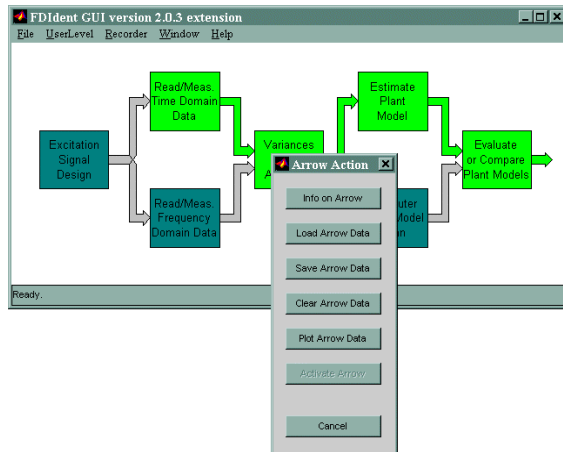 FDIdent GUI version 2.0.3 extension
File UserLevel Recorder Window Help
Excitation
Signal
Design
Read/Meas.
Time Domain
Data
Read/Meas.
Frequency
Domain Data
Variances
Estimate
Plant
Model
Evaluate
or Compare
Plant Models
Ready.
Arrow Action
Info on Arrow
Load Arrow Data
Save Arrow Data
Clear Arrow Data
Plot Arrow Data
Activate Arrow
Cancel